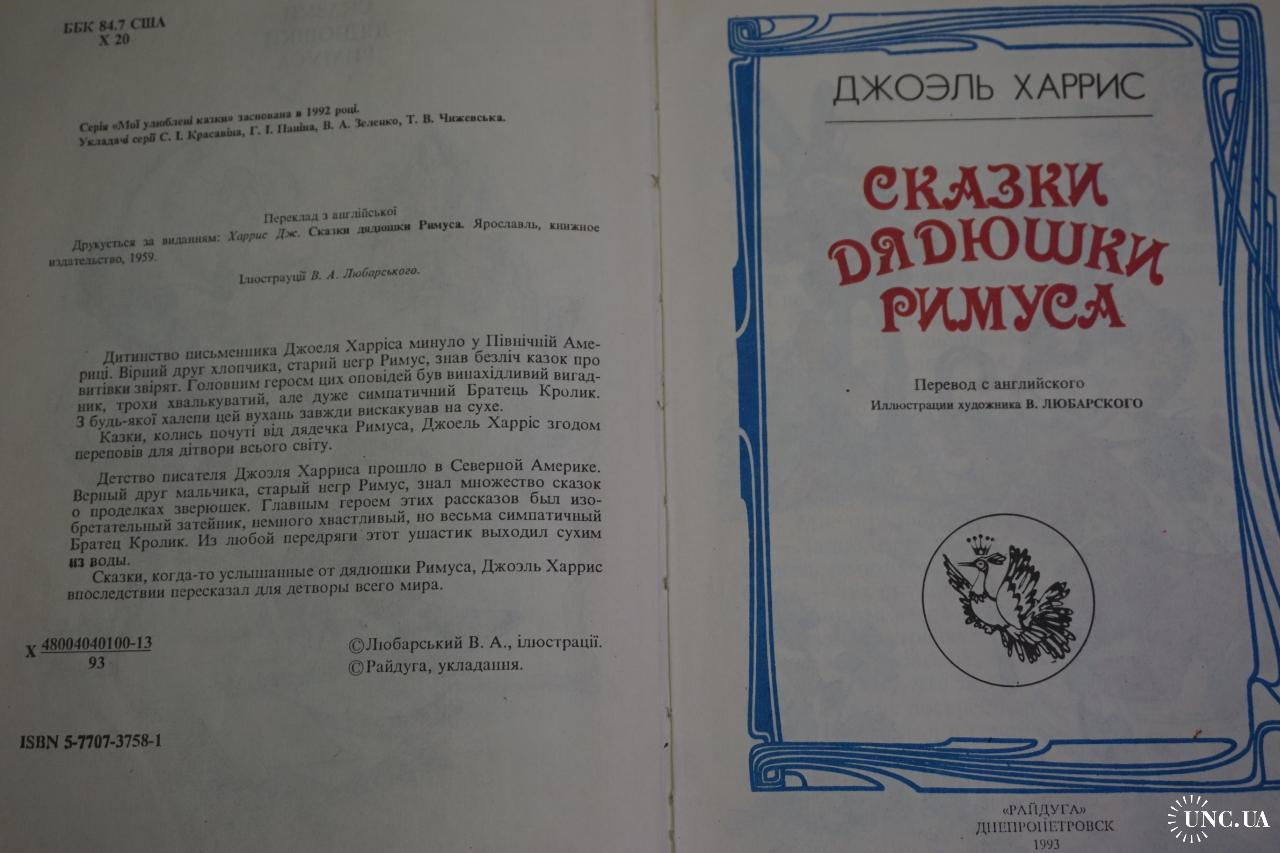 ББК 84.7 США
Х 20
Серія «Мої улюблені казки» заснована в 1992 році.
Укладачі серії С. І. Красавіна, Г. І. Паніна, В. А. Зеленко, Т. В. Чижевська.
Переклад з англійської
Друкується за виданням: Харрис Дж. Сказки дядюшки Римуса. Ярославль, книжное
издательство, 1959.
Ілюстрауції В. А. Любарського.
Дитинство письменника Джоеля Харріса минуло у Північній Аме-
риці. Вірний друг хлопчика, старий негр Римус, знав безліч казок про
витівки звірят. Головним героєм цих оповідей був винахідливий вигад-
ник, трохи хвалькуватий, але дуже симпатичний Братець Кролик.
З будь-якої халепи цей вухань завжди вискакував на сухе.
Казки, колись почуті від дядечка Римуса, Джоель Харріс згодом
переповів для дітвори всього світу.
Детство писателя Джоэля Харриса прошло в Северной Америке.
Верный друг мальчика, старый негр Римус, знал множество сказок
о проделках зверюшек. Главным героем этих рассказов был изо-
бретательный затейник, немного хвастливый, но весьма симпатичный
Братец Кролик. Из любой передряги этот ушастик выходил сухим
из воды.
Сказки, когда-то услышанные от дядюшки Римуса, Джоэль Харрис
впоследствии пересказал для детворы всего мира.
Х 48004040100-13
93
©Любарський В. А., ілюстрації.
©Райдуга, укладання.
ISBN 5-7707-3758-1
ДЖОЭЛЬ ХАРРИС
СКАЗКИ
ДЯДЮШКИ
РИМУСА
Перевод с английского
Иллюстрации художника В. ЛЮБАРСКОГО
«РАЙДУГА»
ДНЕПРОПЕТРОВСК
1993
UNC.UA